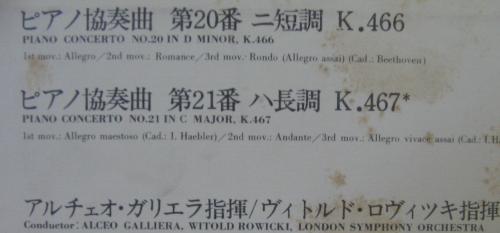 ピアノ協奏曲 第20番 ニ短調 K.466
PIANO CONCERTO NO.20 IN D MINOR, K.466
1st mov.: Allegro/2nd mov.: Romance/3rd mov.: Rondo (Allegro assai) (Cad.: Beethoven)
ピアノ協奏曲 第21番 ハ長調 K.467*
PIANO CONCERTO NO.21 IN C MAJOR, K.467
1st mov.: Allegro maestoso (Cad.: I. Haebler)/2nd mov.: Andante/3rd mov.: Allegro vivace assai (Cad.: I.H
アルチェオ・ガリエラ指揮/ヴィトルド・ロヴィツキ指揮
Conductor: ALCEO GALLIERA, WITOLD ROWICKI, LONDON SYMPHONY ORCHESTRA